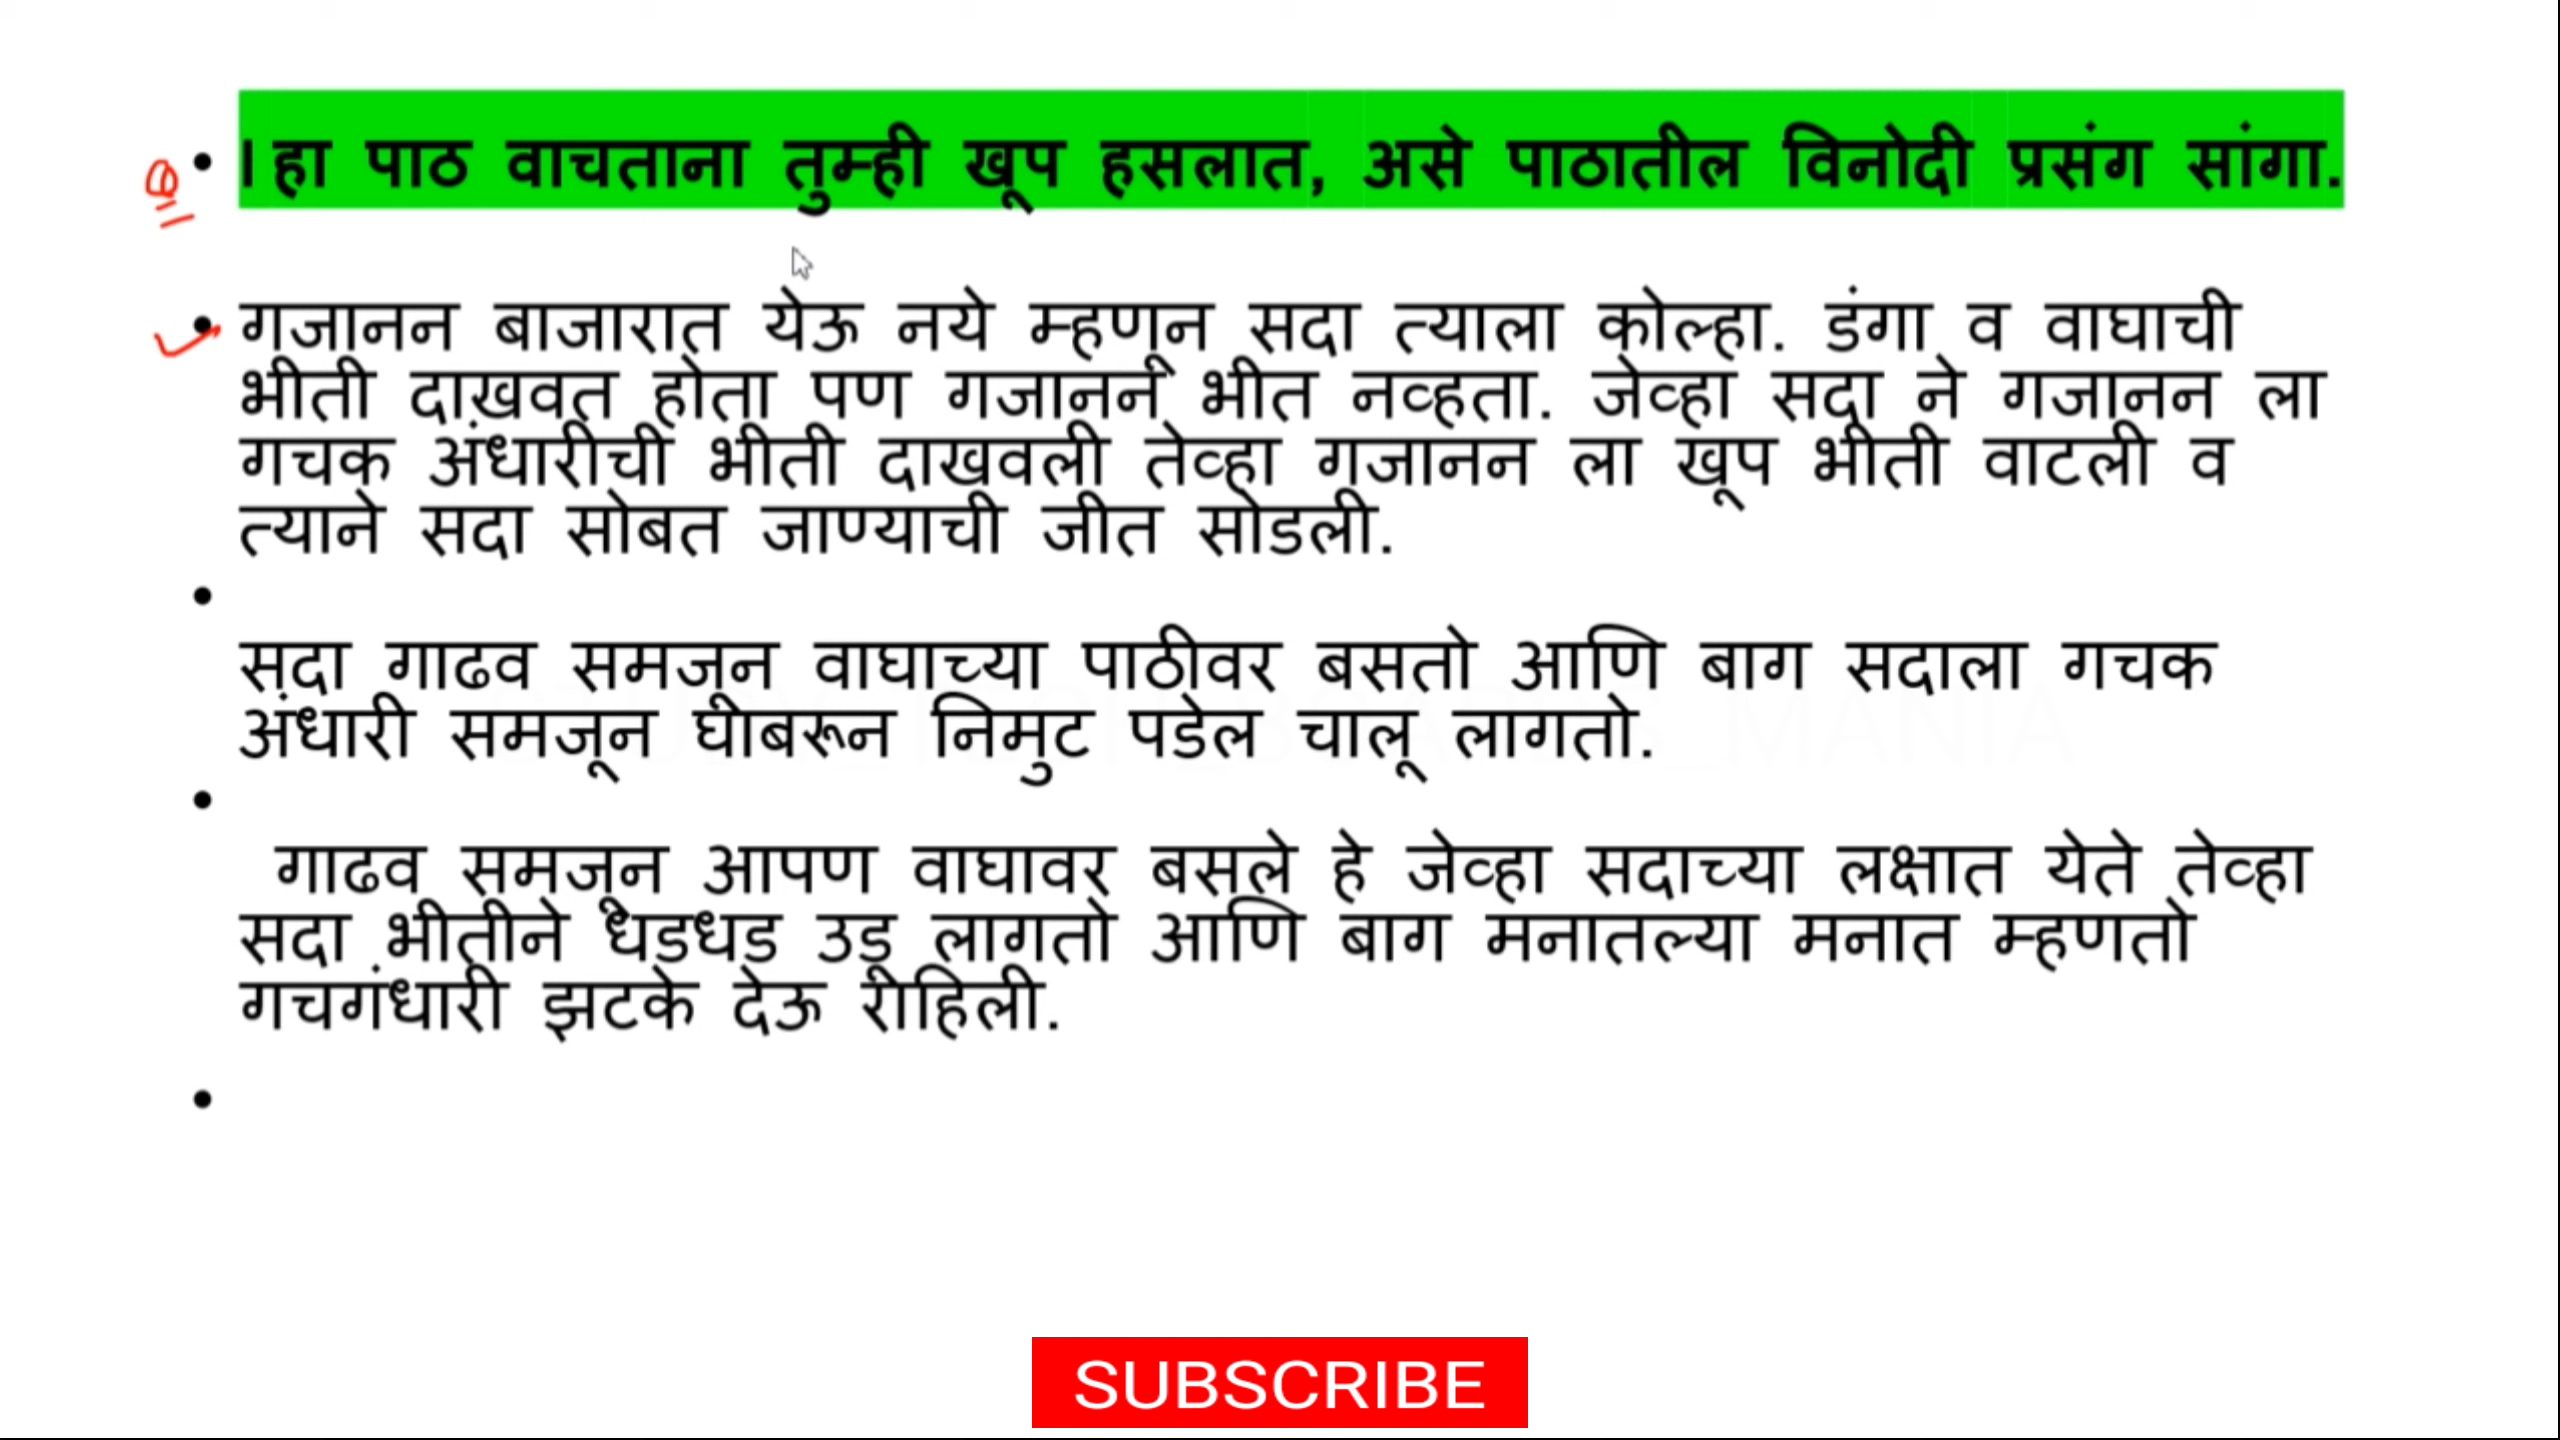 । हा पाठ वाचताना तुम्ही खूप हसलात, असे पाठातील विनोदी प्रसंग सांगा.
गजानन बाजारात येऊ नये म्हणून सदा त्याला कोल्हा. डंगा व वाघाची
भीती दाखवत होता पण गजानन भीत नव्हता. जेव्हा सदा ने गजानन ला
गचक अंधारीची भीती दाखवली तेव्हा गजानन ला खूप भीती वाटली व
त्याने सदा सोबत जाण्याची जीत सोडली.
सदा गाढव समजून वाघाच्या पाठीवर बसतो आणि बाग सदाला गचक
अंधारी समजून घाबरून निमुट पडेल चालू लागतो.
गाढव समजून आपण वाघावर बसले हे जेव्हा सदाच्या लक्षात येते तेव्हा
सदा भीतीने धडधड उडू लागतो आणि बाग मनातल्या मनात म्हणतो
गचगंधारी झटके देऊ राहिली.
SUBSCRIBE